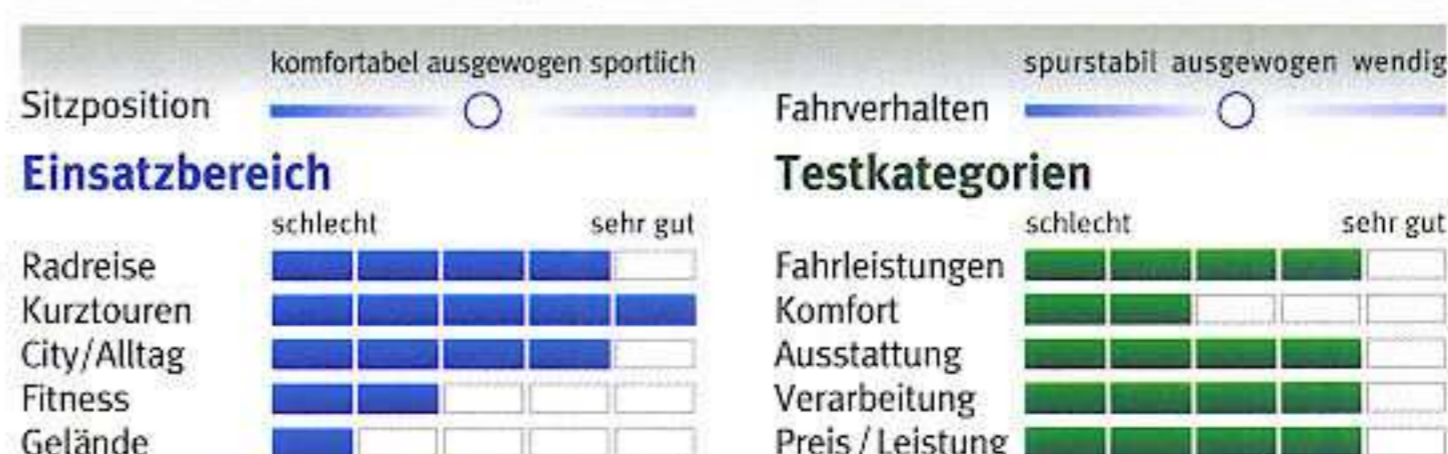 komfortabel ausgewogen sportlich
Sitzposition
Einsatzbereich
schlecht sehr gut
Radreise
Kurztouren
City/Alltag
Fitness
Gelände
spurstabil ausgewogen wendig
Fahrverhalten
Testkategorien
schlecht sehr gut
Fahrleistungen
Komfort
Ausstattung
Verarbeitung
Preis / Leistung